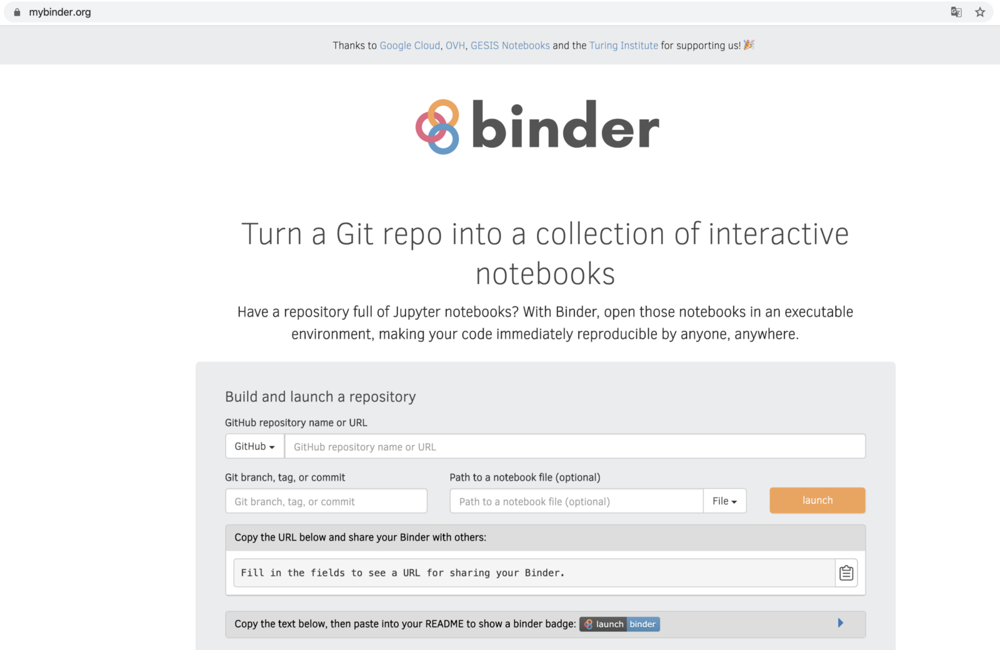 mybinder.org
Thanks to Google Cloud, OVH, GESIS Notebooks and the Turing Institute for supporting us! 🎉
binder
Turn a Git repo into a collection of interactive
notebooks
Have a repository full of Jupyter notebooks? With Binder, open those notebooks in an executable
environment, making your code immediately reproducible by anyone, anywhere.
Build and launch a repository
GitHub repository name or URL
GitHub GitHub repository name or URL
Git branch, tag, or commit Path to a notebook file (optional)
Git branch, tag, or commit Path to a notebook file (optional) File launch
Copy the URL below and share your Binder with others:
Fill in the fields to see a URL for sharing your Binder.
Copy the text below, then paste into your README to show a binder badge: launch binder